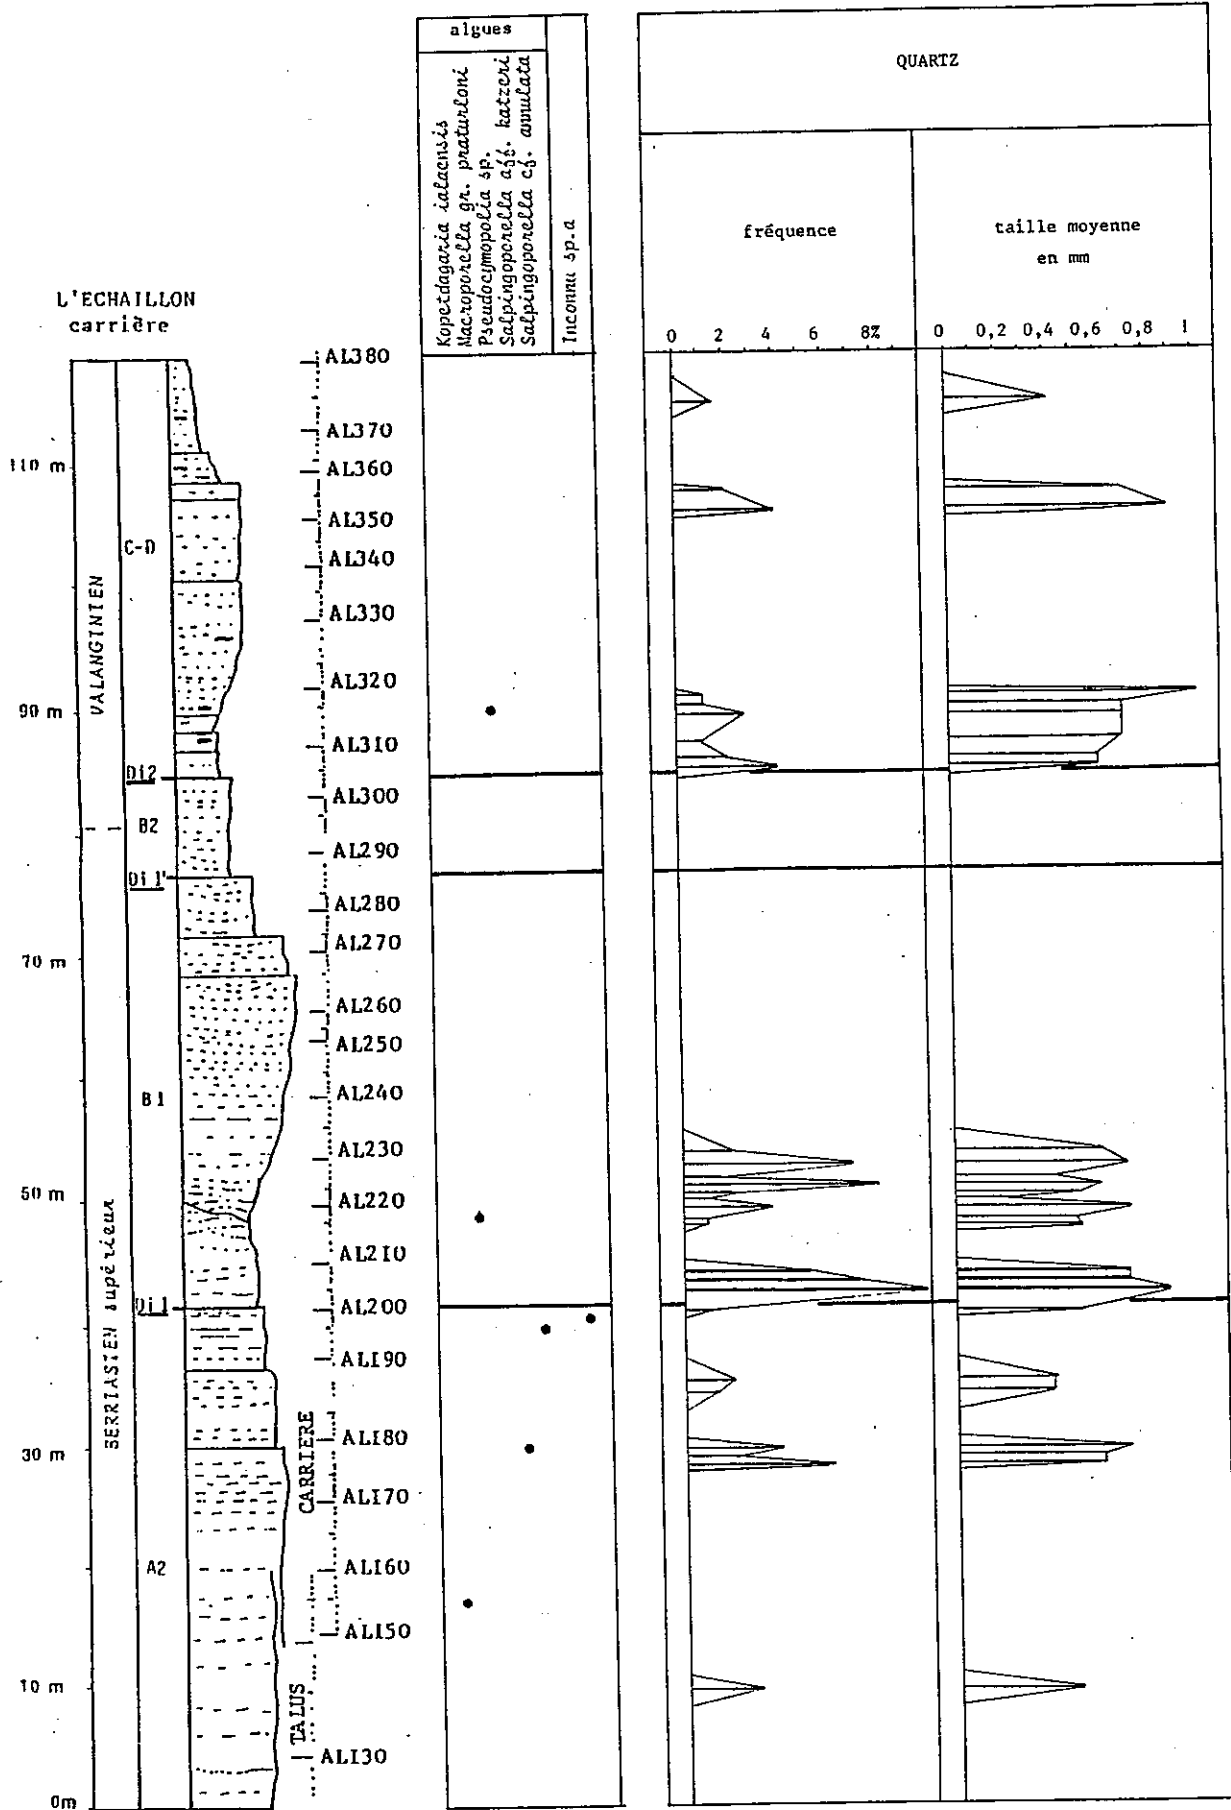 algues
Kopetdagaria ialacnsis
Macroporella gr. praturloni
Pseudocymopolia sp.
Salpingoporella aff. katzeri
Salpingoporella cf. annulata
Inconnu sp.a
QUARTZ
fréquence
taille moyenne
en mm
0 2 4 6 8%
0 0,2 0,4 0,6 0,8 1
L'ECHAILLON
carrière
AL380
AL370
110 m
AL360
AL350
C-D
AL340
VALANGINIEN
AL330
AL320
90 m
AL310
Di2
AL300
B2
AL290
Di1'
AL280
AL270
70 m
AL260
AL250
B1
AL240
AL230
50 m
AL220
BERRIASIEN supérieur
AL210
Di1
AL200
AL190
AL180
30 m
CARRIERE
AL170
A2
AL160
AL150
10 m
TALUS
AL130
0m